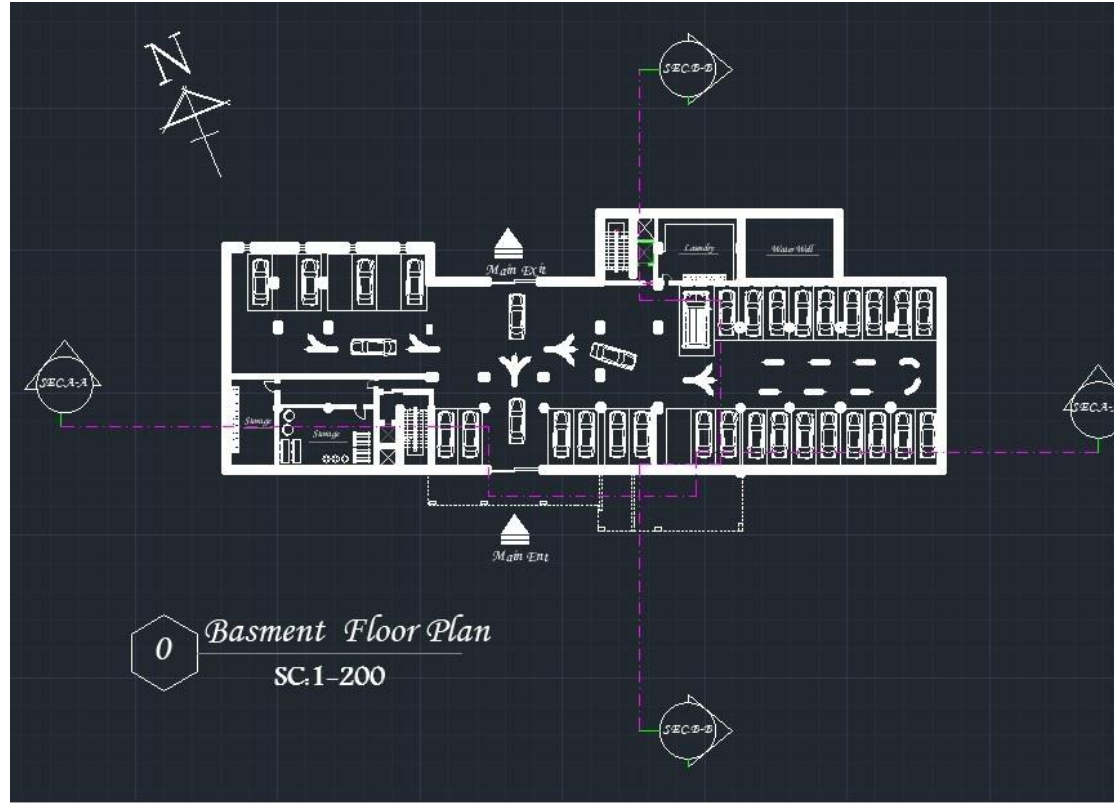 N
SEC.B-B
Main Exit
Laundry
Water Well
SEC.A-A
SEC.A-
Storage
Storage
Main Ent
0
Basment Floor Plan
SC:1-200
SEC.B-B